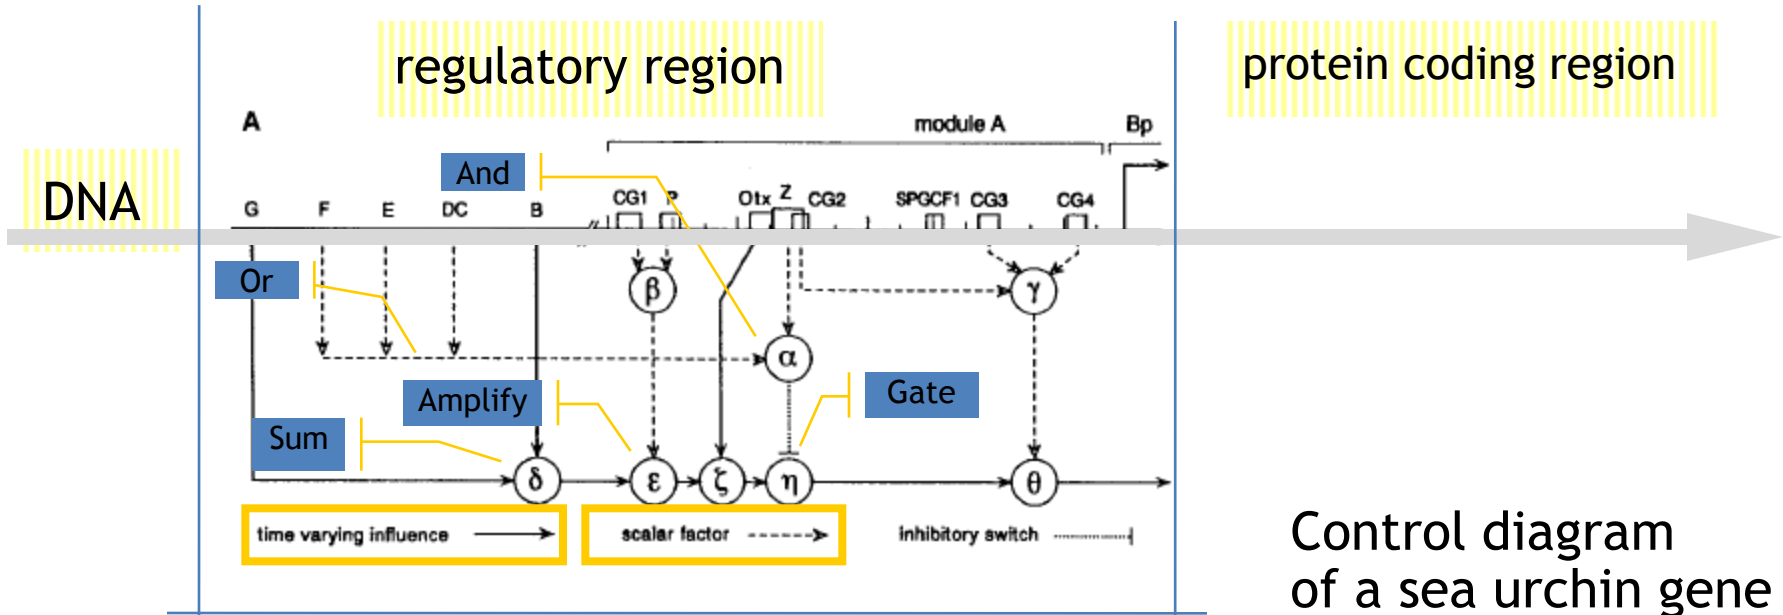 regulatory region
protein coding region
A
module A
Bp
DNA
And
G F E DC B CG1 P Otx Z CG2 SPGCF1 CG3 CG4
Or
β
γ
α
Amplify
Gate
Sum
δ ε ζ η θ
time varying influence
scalar factor
inhibitory switch
Control diagram
of a sea urchin gene